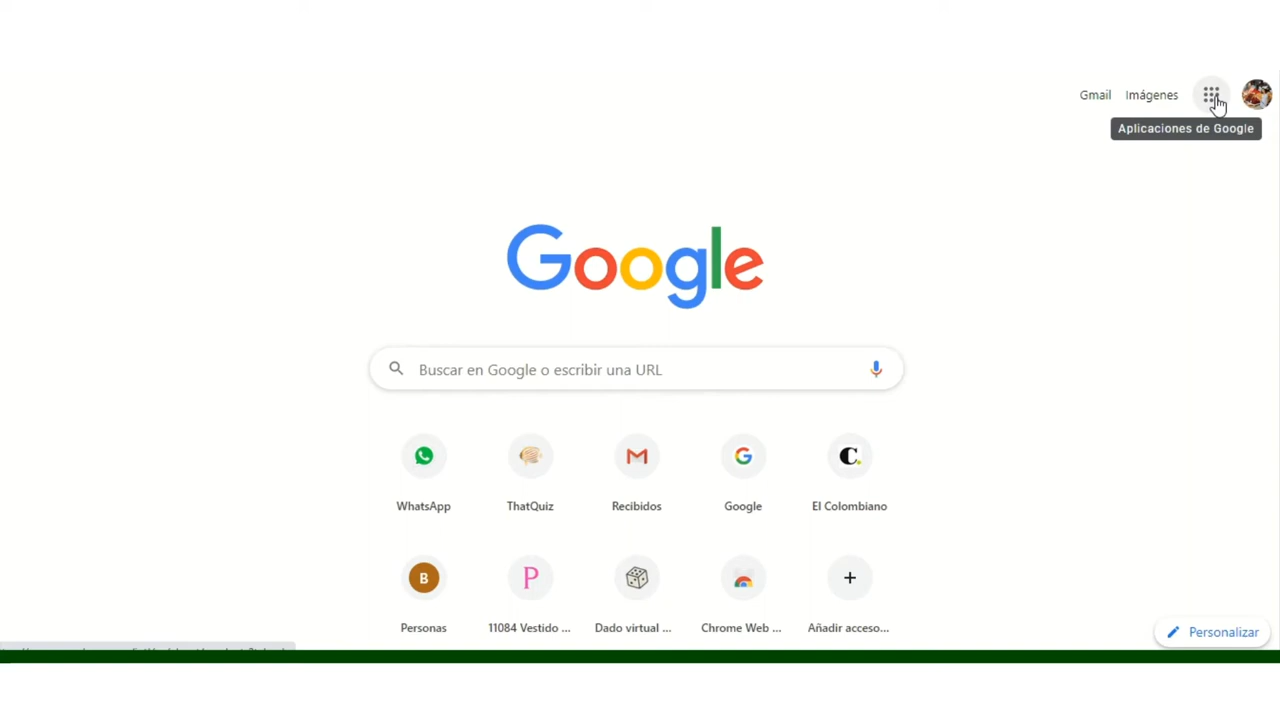 Gmail Imágenes
Aplicaciones de Google
Google
Buscar en Google o escribir una URL
WhatsApp ThatQuiz Recibidos Google El Colombiano
B P
Personas 11084 Vestido ... Dado virtual ... Chrome Web ... Añadir acceso...
Personalizar